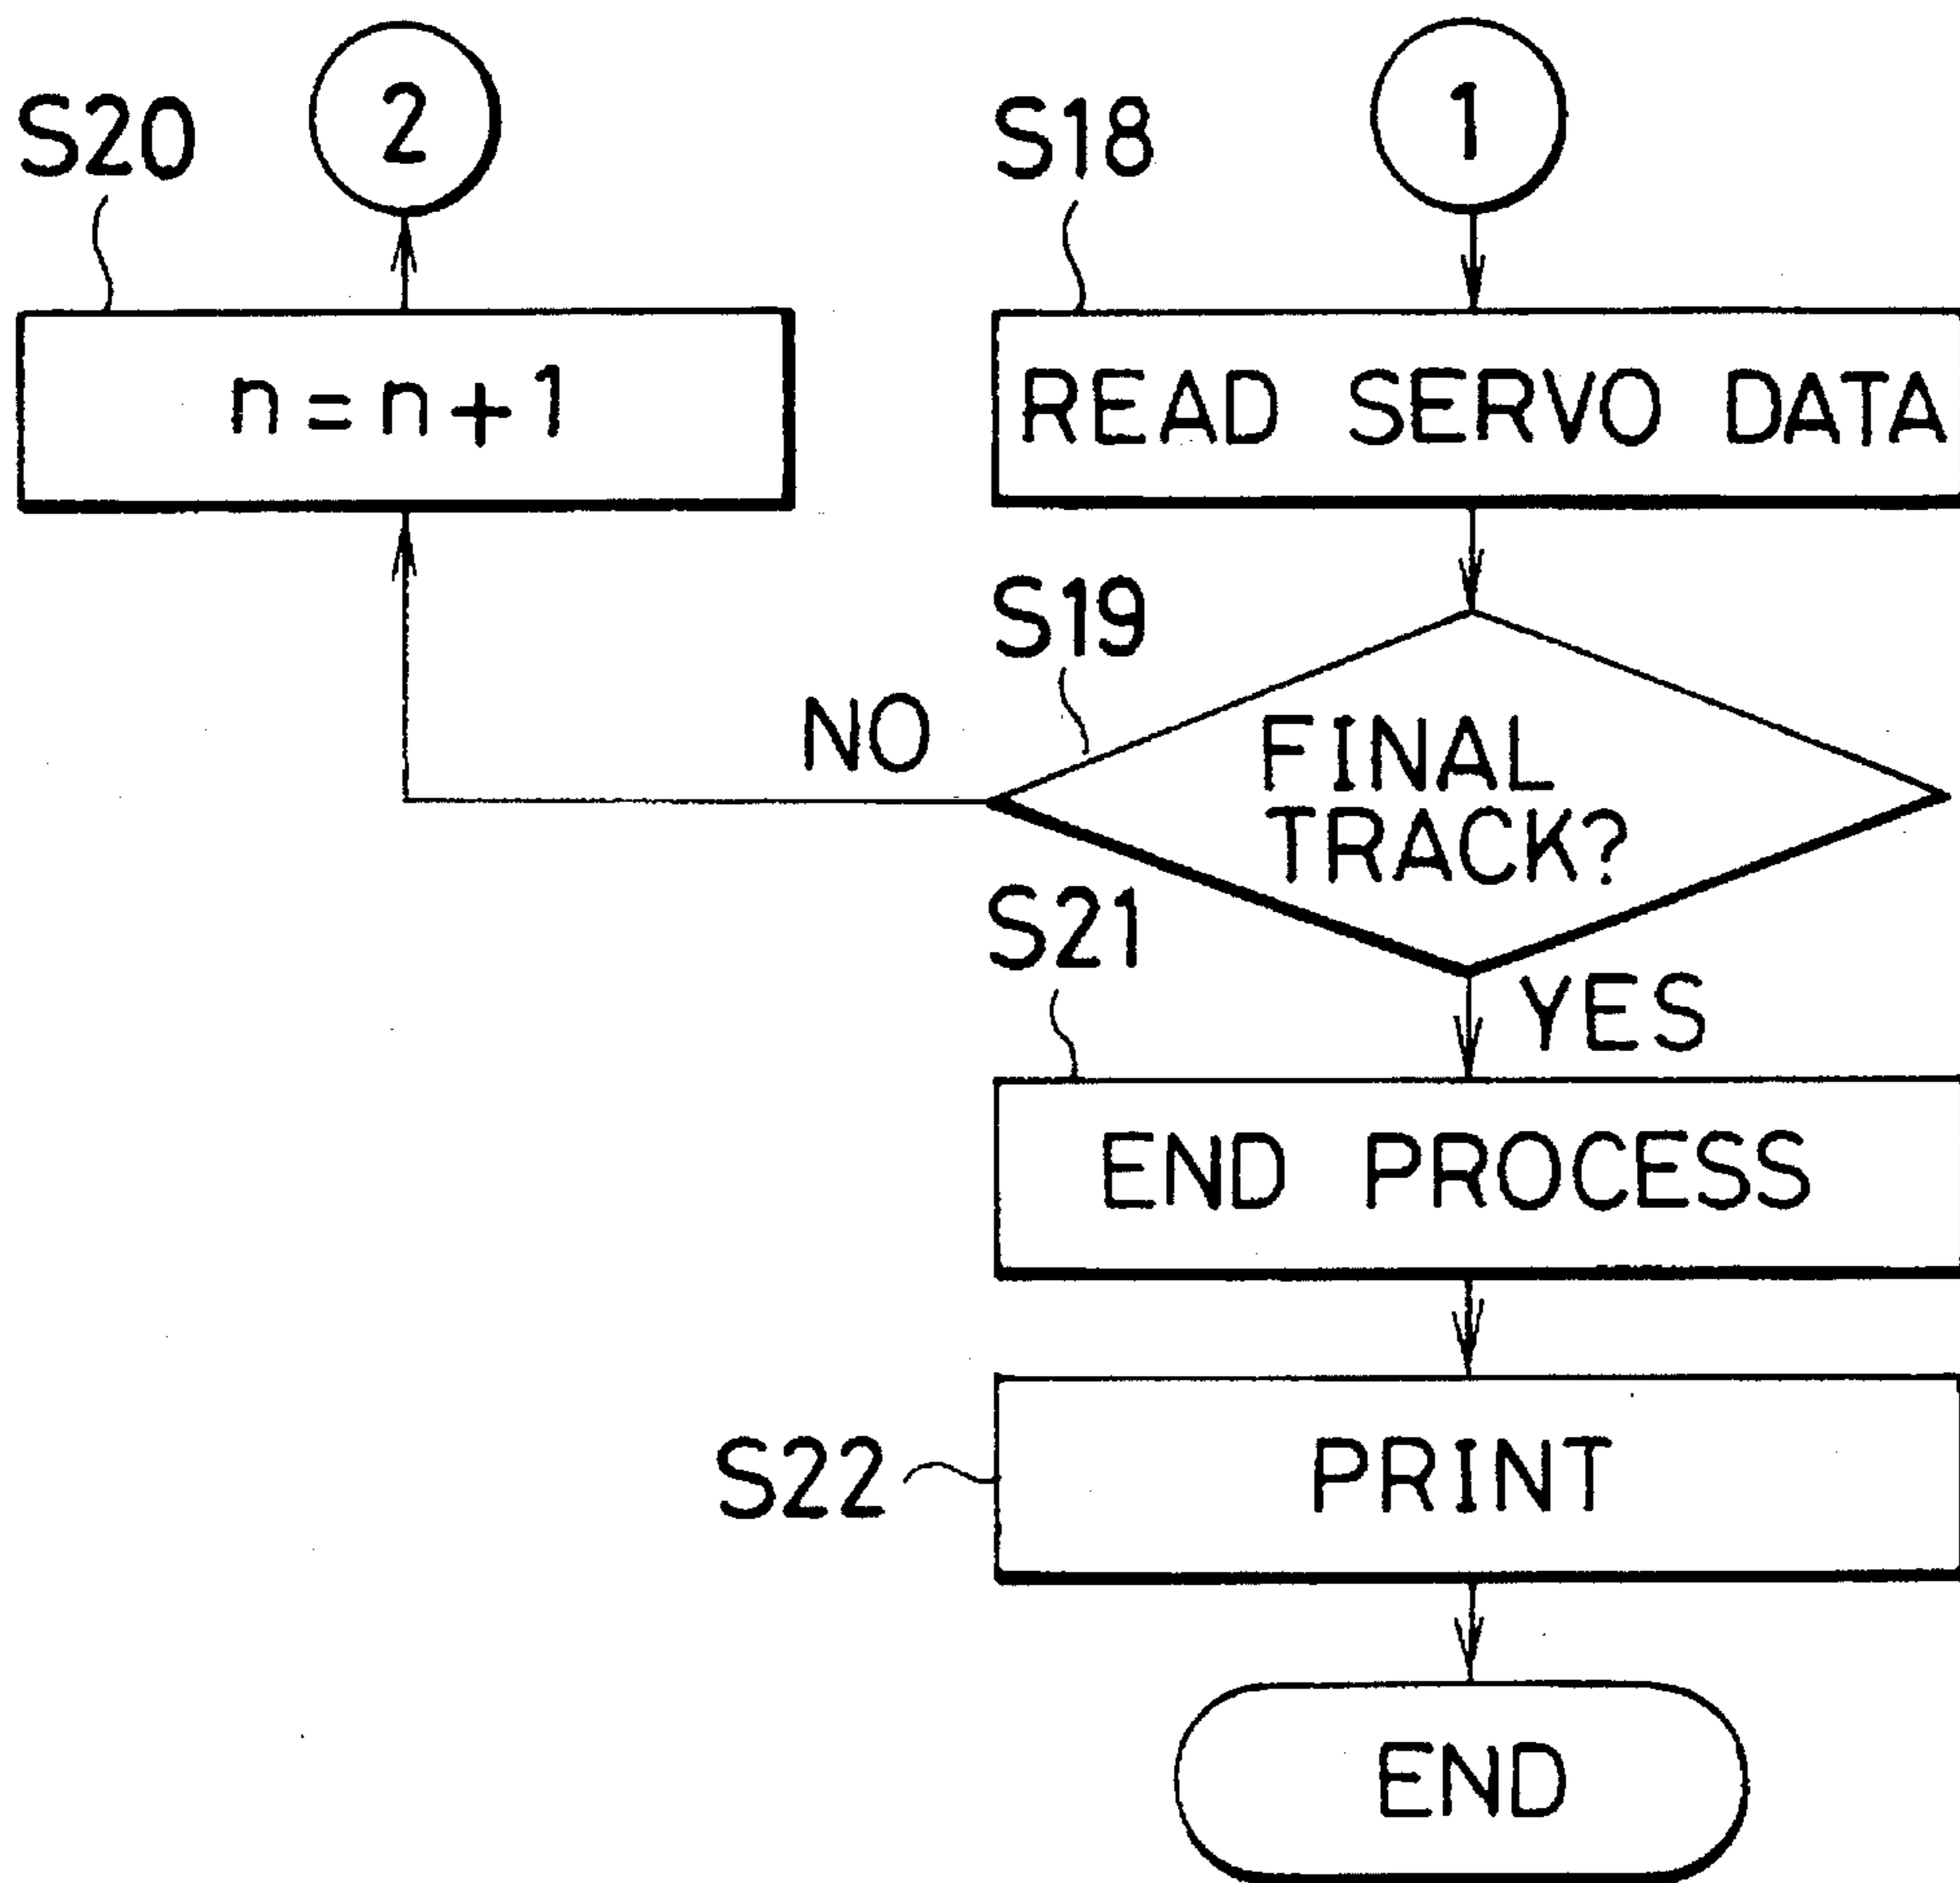 S20
2
S18
1
n=n+1
READ SERVO DATA
S19
NO
FINAL
TRACK?
S21
YES
END PROCESS
S22
PRINT
END